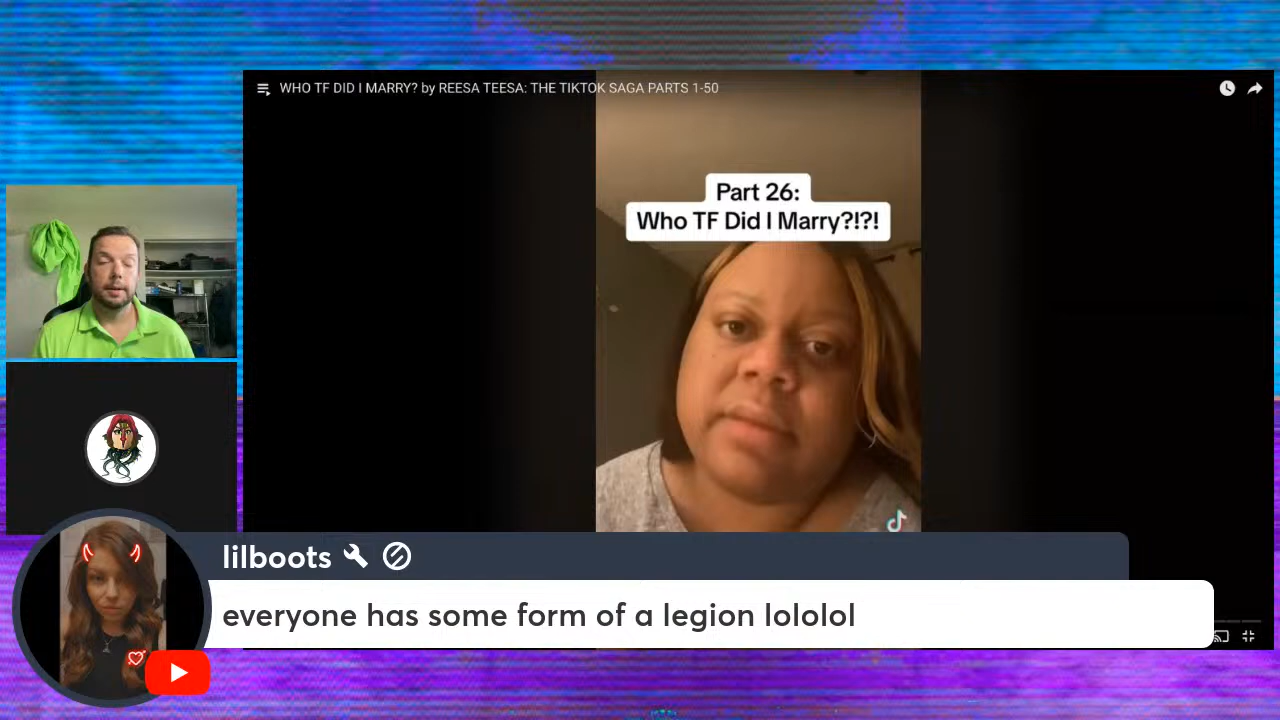 WHO TF DID I MARRY? by REESA TEESA: THE TIKTOK SAGA PARTS 1-50
Part 26:
Who TF Did I Marry?!?!
lilboots
everyone has some form of a legion lololol